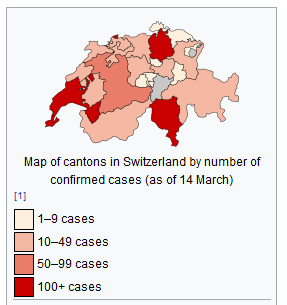 Map of cantons in Switzerland by number of
confirmed cases (as of 14 March)
[1]
1–9 cases
10–49 cases
50–99 cases
100+ cases